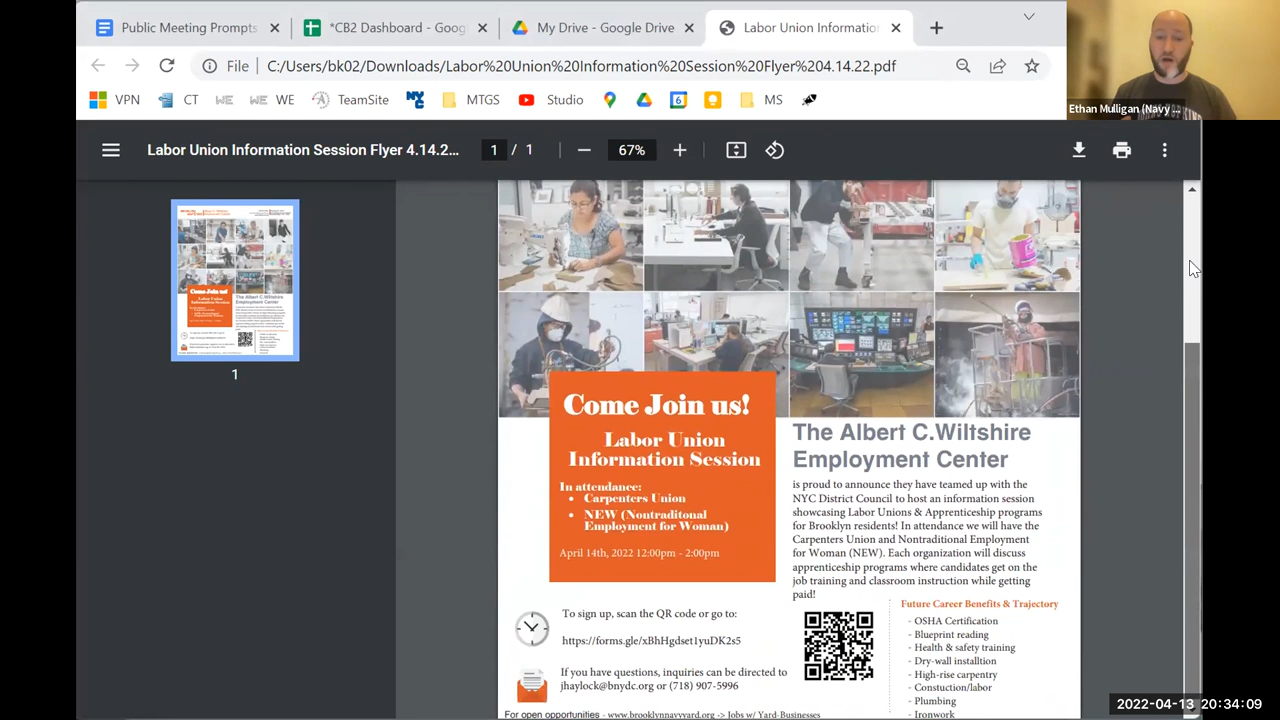 Public Meeting Prompts
*CB2 Dashboard - Goog
My Drive - Google Drive
Labor Union Informatio
File
C:/Users/bk02/Downloads/Labor%20Union%20Information%20Session%20Flyer%204.14.22.pdf
VPN
CT
WE
WE
TeamSite
NYC
MTGS
Studio
6
MS
Ethan Mulligan (Navy ...
Labor Union Information Session Flyer 4.14.2...
1 / 1
67%
Come Join us!
Labor Union
Information Session
In attendance:
• Carpenters Union
• NEW (Nontraditonal
Employment for Woman)
April 14th, 2022 12:00pm - 2:00pm
The Albert C.Wiltshire
Employment Center
is proud to announce they have teamed up with the
NYC District Council to host an information session
showcasing Labor Unions & Apprenticeship programs
for Brooklyn residents! In attendance we will have the
Carpenters Union and Nontraditional Employment
for Woman (NEW). Each organization will discuss
apprenticeship programs where candidates get on the
job training and classroom instruction while getting
paid!
To sign up, scan the QR code or go to:
https://forms.gle/xBhHgdset1yuDK2s5
If you have questions, inquiries can be directed to
jhaylock@bnydc.org or (718) 907-5996
For open opportunities - www.brooklynnavyyard.org -> Jobs w/ Yard-Businesses
Future Career Benefits & Trajectory
- OSHA Certification
- Blueprint reading
- Health & safety training
- Dry-wall installtion
- High-rise carpentry
- Constuction/labor
- Plumbing
- Ironwork
1
2022-04-13 20:34:09